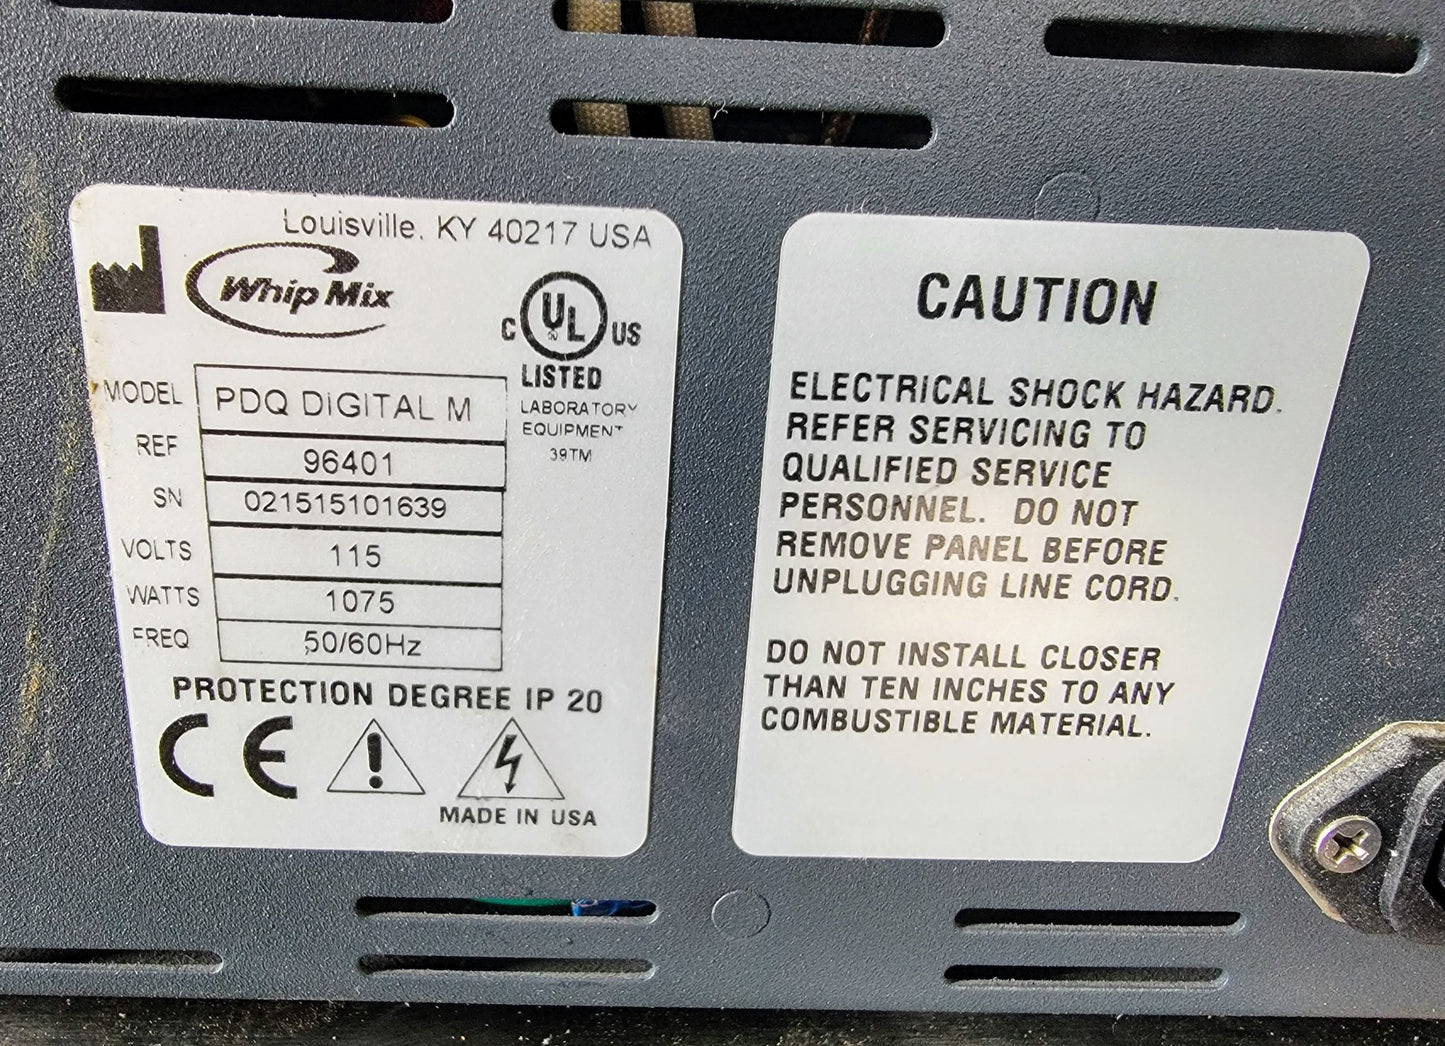 Louisville, KY 40217 USA
Whip Mix
C UL US
LISTED
LABORATORY
EQUIPMENT
39TM
MODEL PDQ DIGITAL M
REF 96401
SN 021515101639
VOLTS 115
WATTS 1075
FREQ 50/60Hz
PROTECTION DEGREE IP 20
CE
MADE IN USA
CAUTION
ELECTRICAL SHOCK HAZARD.
REFER SERVICING TO
QUALIFIED SERVICE
PERSONNEL. DO NOT
REMOVE PANEL BEFORE
UNPLUGGING LINE CORD.
DO NOT INSTALL CLOSER
THAN TEN INCHES TO ANY
COMBUSTIBLE MATERIAL.